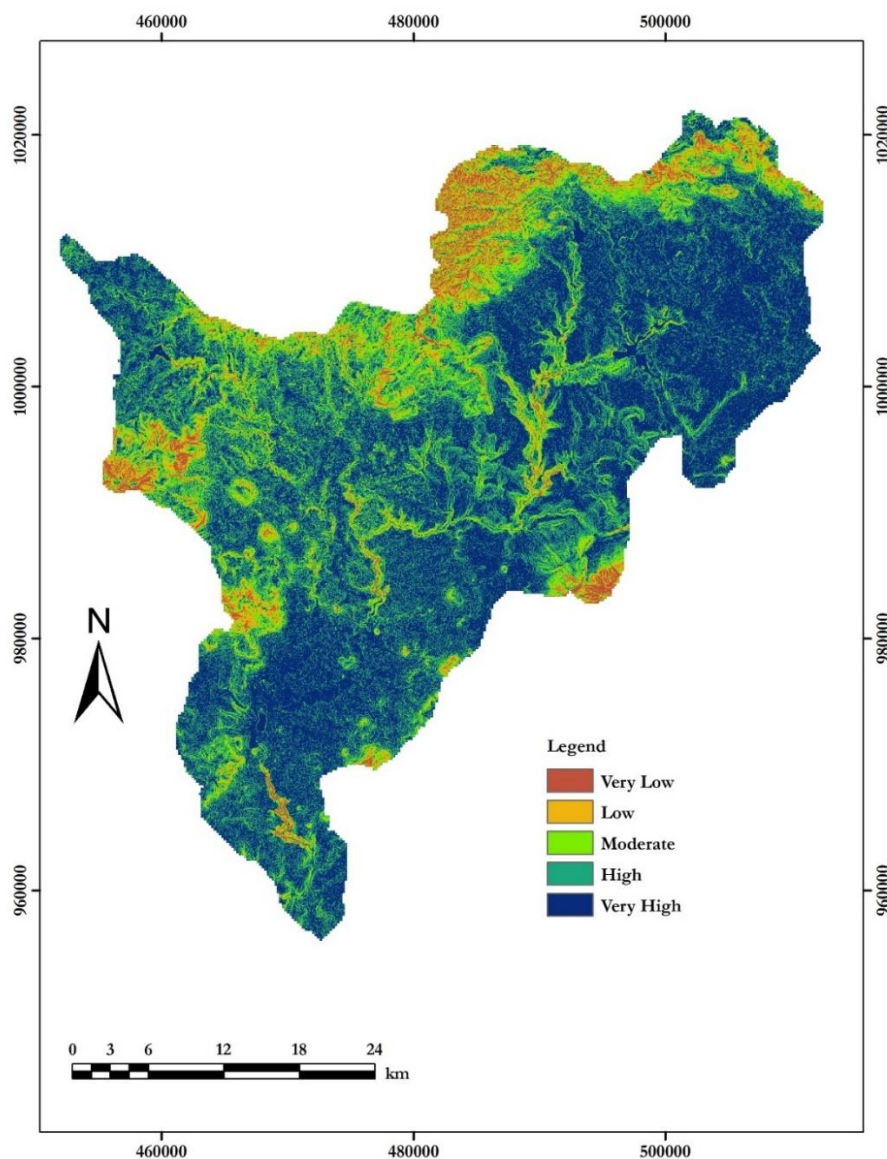 460000 480000 500000
1020000 1020000
1000000 1000000
980000 980000
N
Legend
Very Low
Low
Moderate
High
Very High
960000 960000
0 3 6 12 18 24
km
460000 480000 500000